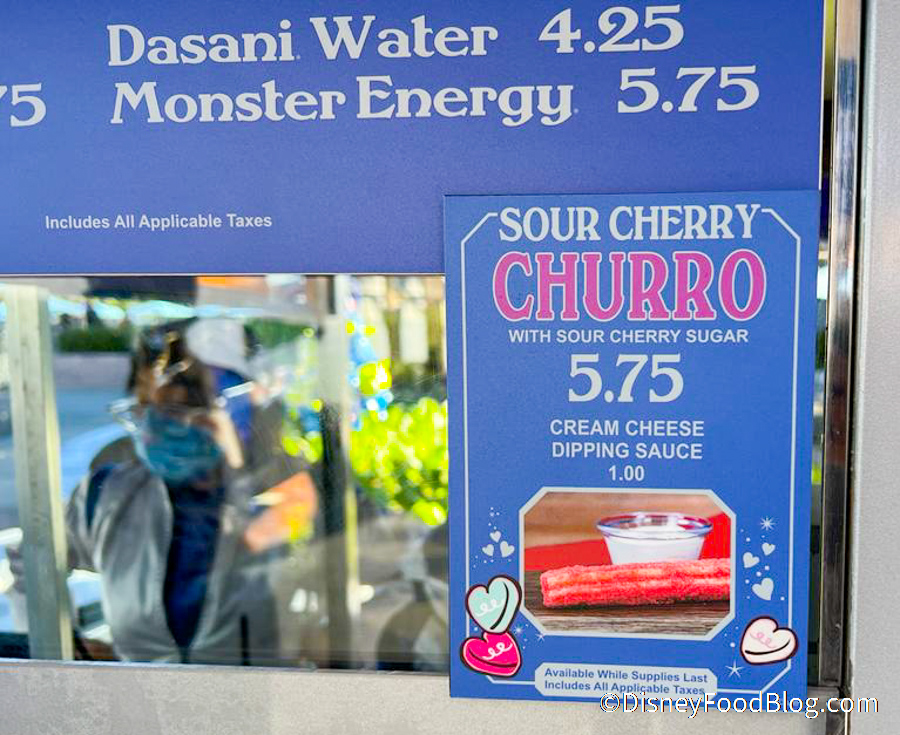 Dasani Water 4.25
75 Monster Energy 5.75
Includes All Applicable Taxes
SOUR CHERRY
CHURRO
WITH SOUR CHERRY SUGAR
5.75
CREAM CHEESE
DIPPING SAUCE
1.00
Available While Supplies Last
Includes All Applicable Taxes
©DisneyFoodBlog.com